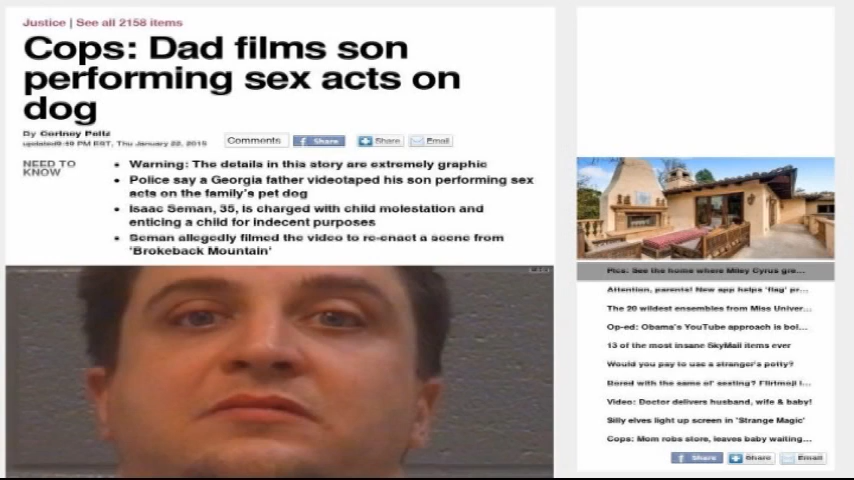 Justice | See all 2158 items
Cops: Dad films son
performing sex acts on
dog
By Cortney Peltz
updated9:59 PM EST, Thu January 22, 2015
Comments
Share
Share
Email
NEED TO
KNOW
• Warning: The details in this story are extremely graphic
• Police say a Georgia father videotaped his son performing sex
acts on the family's pet dog
• Isaac Seman, 35, is charged with child molestation and
enticing a child for indecent purposes
• Seman allegedly filmed the video to re-enact a scene from
'Brokeback Mountain'
Pics: See the home where Miley Cyrus gre...
Attention, parents! New app helps 'flag' pr...
The 20 wildest ensembles from Miss Univer...
Op-ed: Obama's YouTube approach is bol...
13 of the most insane SkyMall items ever
Would you pay to use a stranger's potty?
Bored with the same ol' sexting? Flirtmoji l...
Video: Doctor delivers husband, wife & baby!
Silly elves light up screen in 'Strange Magic'
Cops: Mom robs store, leaves baby waiting...
Share
Share
Email